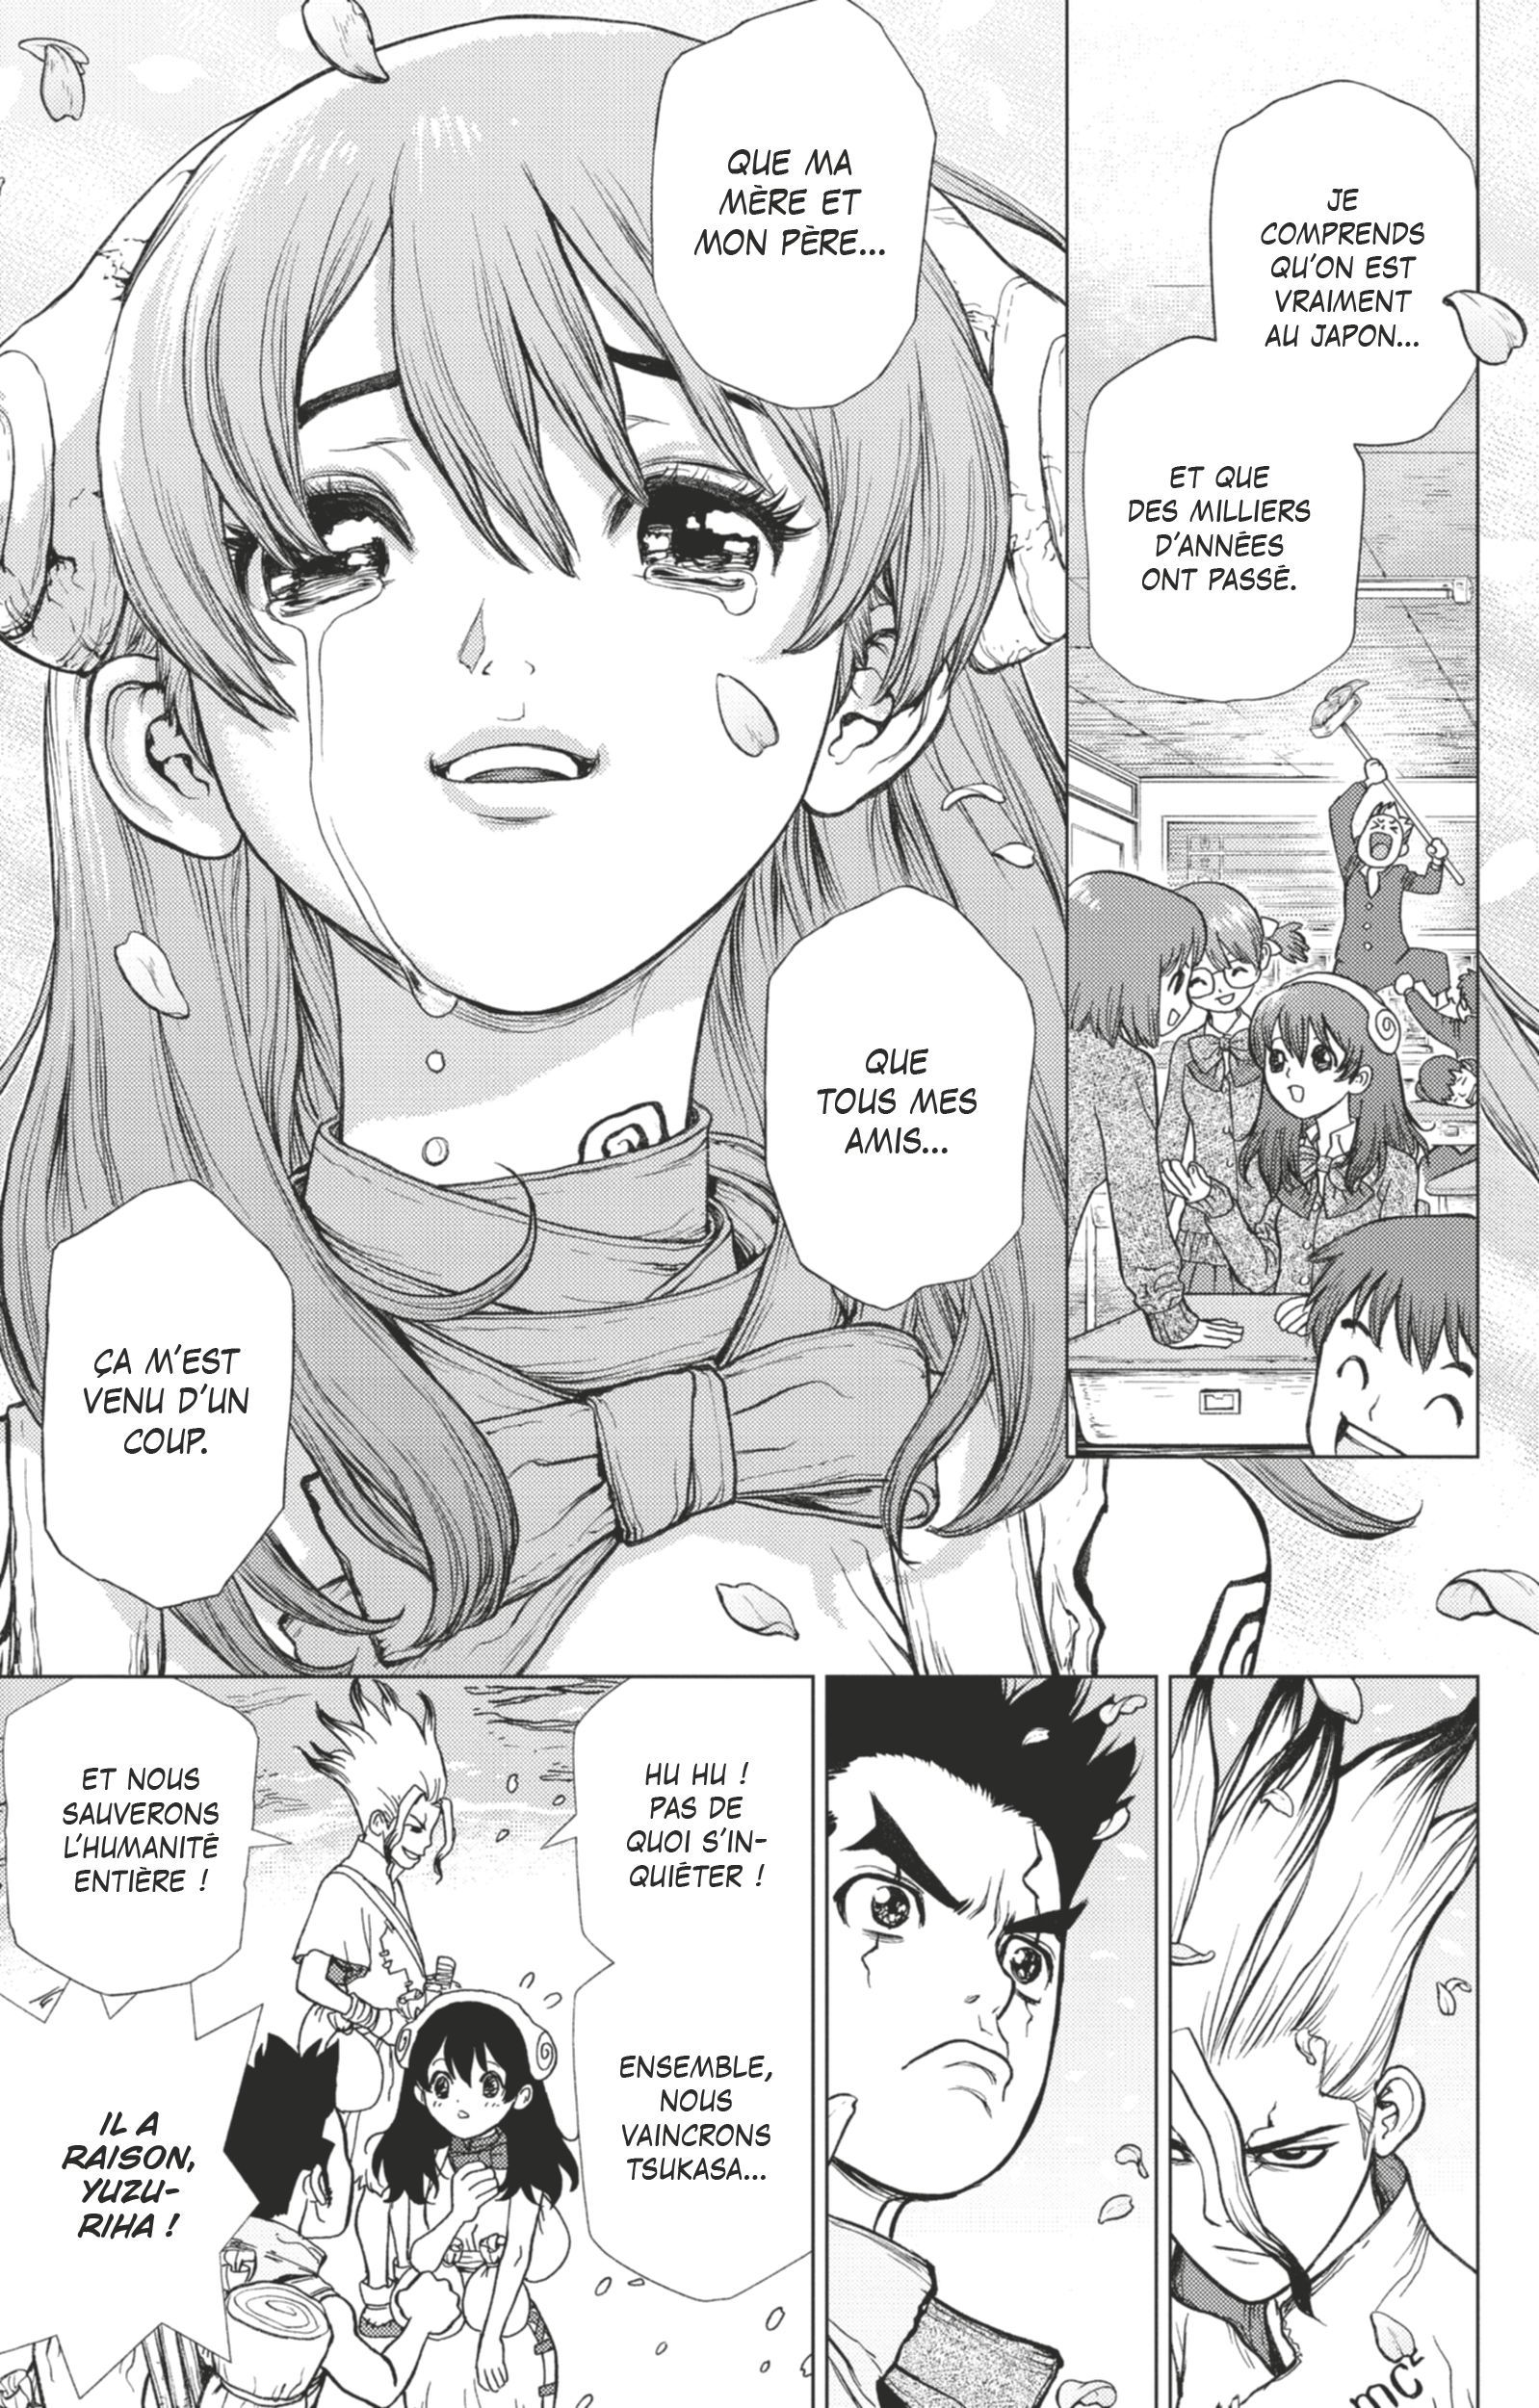 JE
COMPRENDS
QU'ON EST
VRAIMENT
AU JAPON...
ET QUE
DES MILLIERS
D'ANNÉES
ONT PASSÉ.
QUE MA
MÈRE ET
MON PÈRE...
QUE
TOUS MES
AMIS...
ÇA M'EST
VENU D'UN
COUP.
HU HU !
PAS DE
QUOI S'IN-
QUIÉTER !
ENSEMBLE,
NOUS
VAINCRONS
TSUKASA...
ET NOUS
SAUVERONS
L'HUMANITÉ
ENTIÈRE !
IL A
RAISON,
YUZU-
RIHA !
mc²